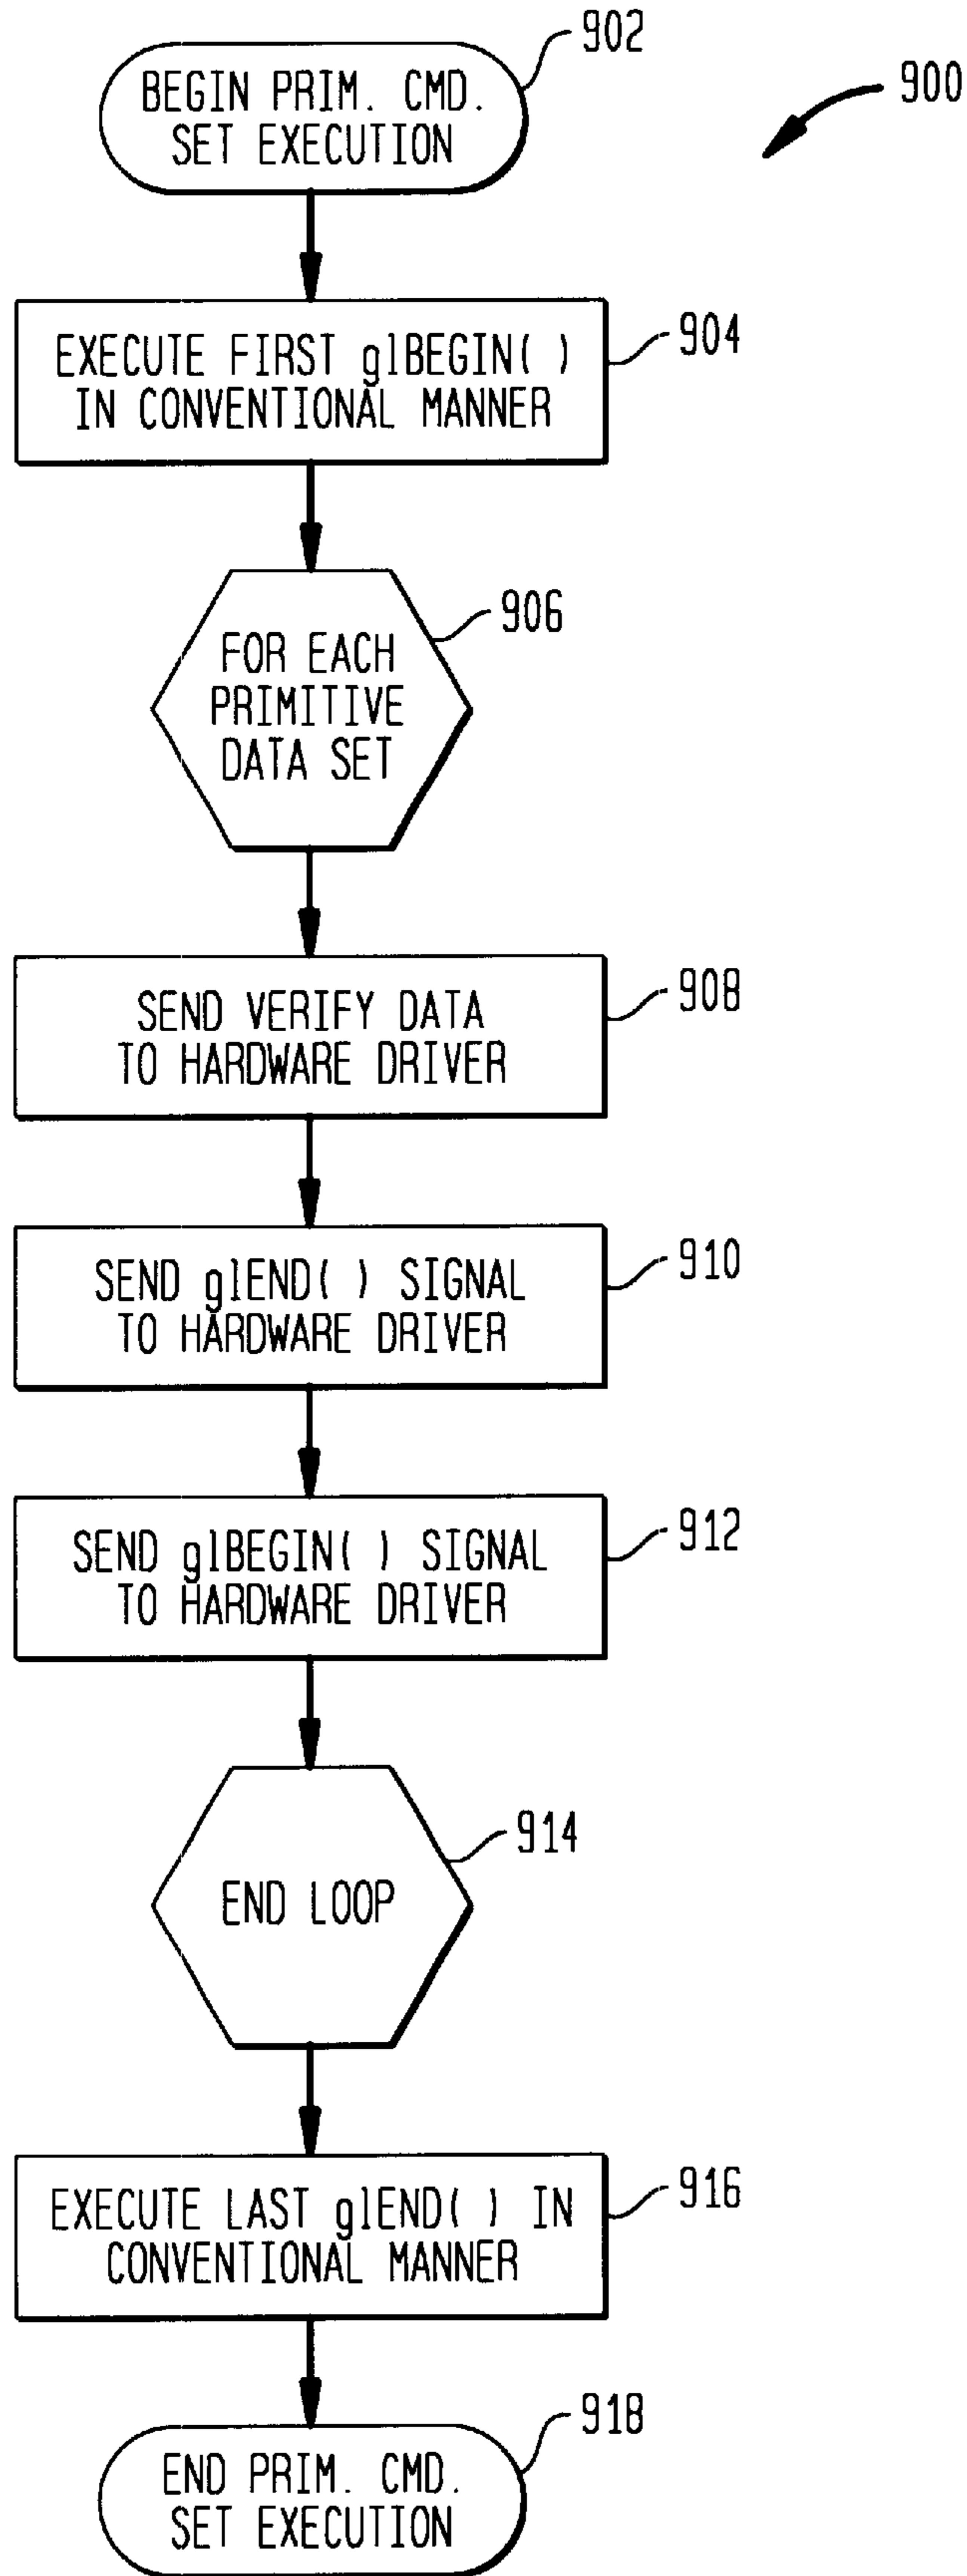 902
900
BEGIN PRIM. CMD.
SET EXECUTION
904
EXECUTE FIRST glBEGIN( )
IN CONVENTIONAL MANNER
906
FOR EACH
PRIMITIVE
DATA SET
908
SEND VERIFY DATA
TO HARDWARE DRIVER
910
SEND glEND( ) SIGNAL
TO HARDWARE DRIVER
912
SEND glBEGIN( ) SIGNAL
TO HARDWARE DRIVER
914
END LOOP
916
EXECUTE LAST glEND( ) IN
CONVENTIONAL MANNER
918
END PRIM. CMD.
SET EXECUTION